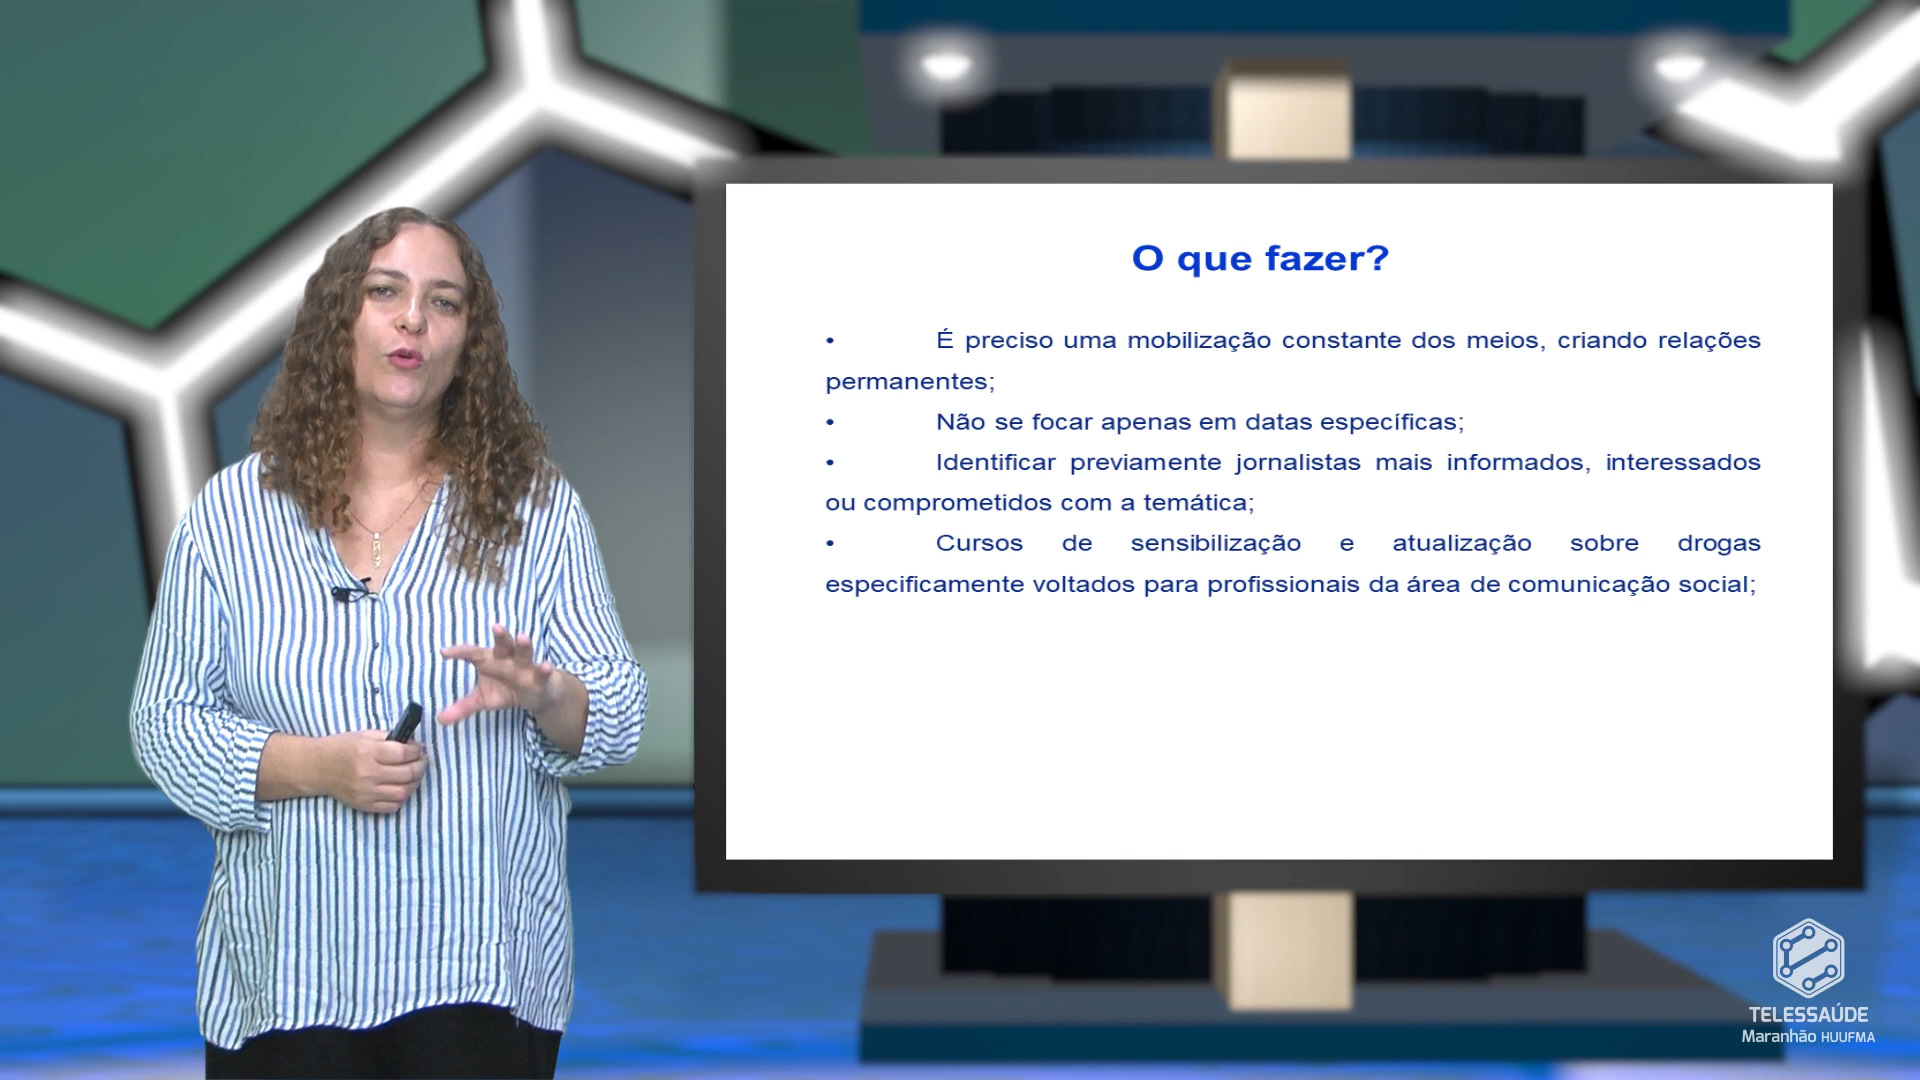 O que fazer?
• É preciso uma mobilização constante dos meios, criando relações
permanentes;
• Não se focar apenas em datas específicas;
• Identificar previamente jornalistas mais informados, interessados
ou comprometidos com a temática;
• Cursos de sensibilização e atualização sobre drogas
especificamente voltados para profissionais da área de comunicação social;
TELESSAÚDE
Maranhão HUUFMA